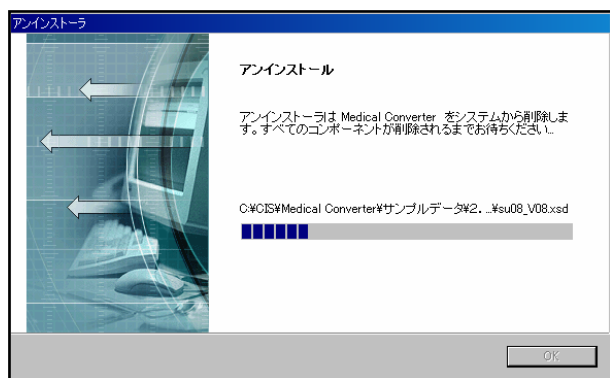 アンインストーラ
アンインストール
アンインストーラは Medical Converter をシステムから削除しま
す。すべてのコンポーネントが削除されるまでお待ちください...
C:¥CIS¥Medical Converter¥サンプルデータ¥2. ...¥su08_V08.xsd
OK